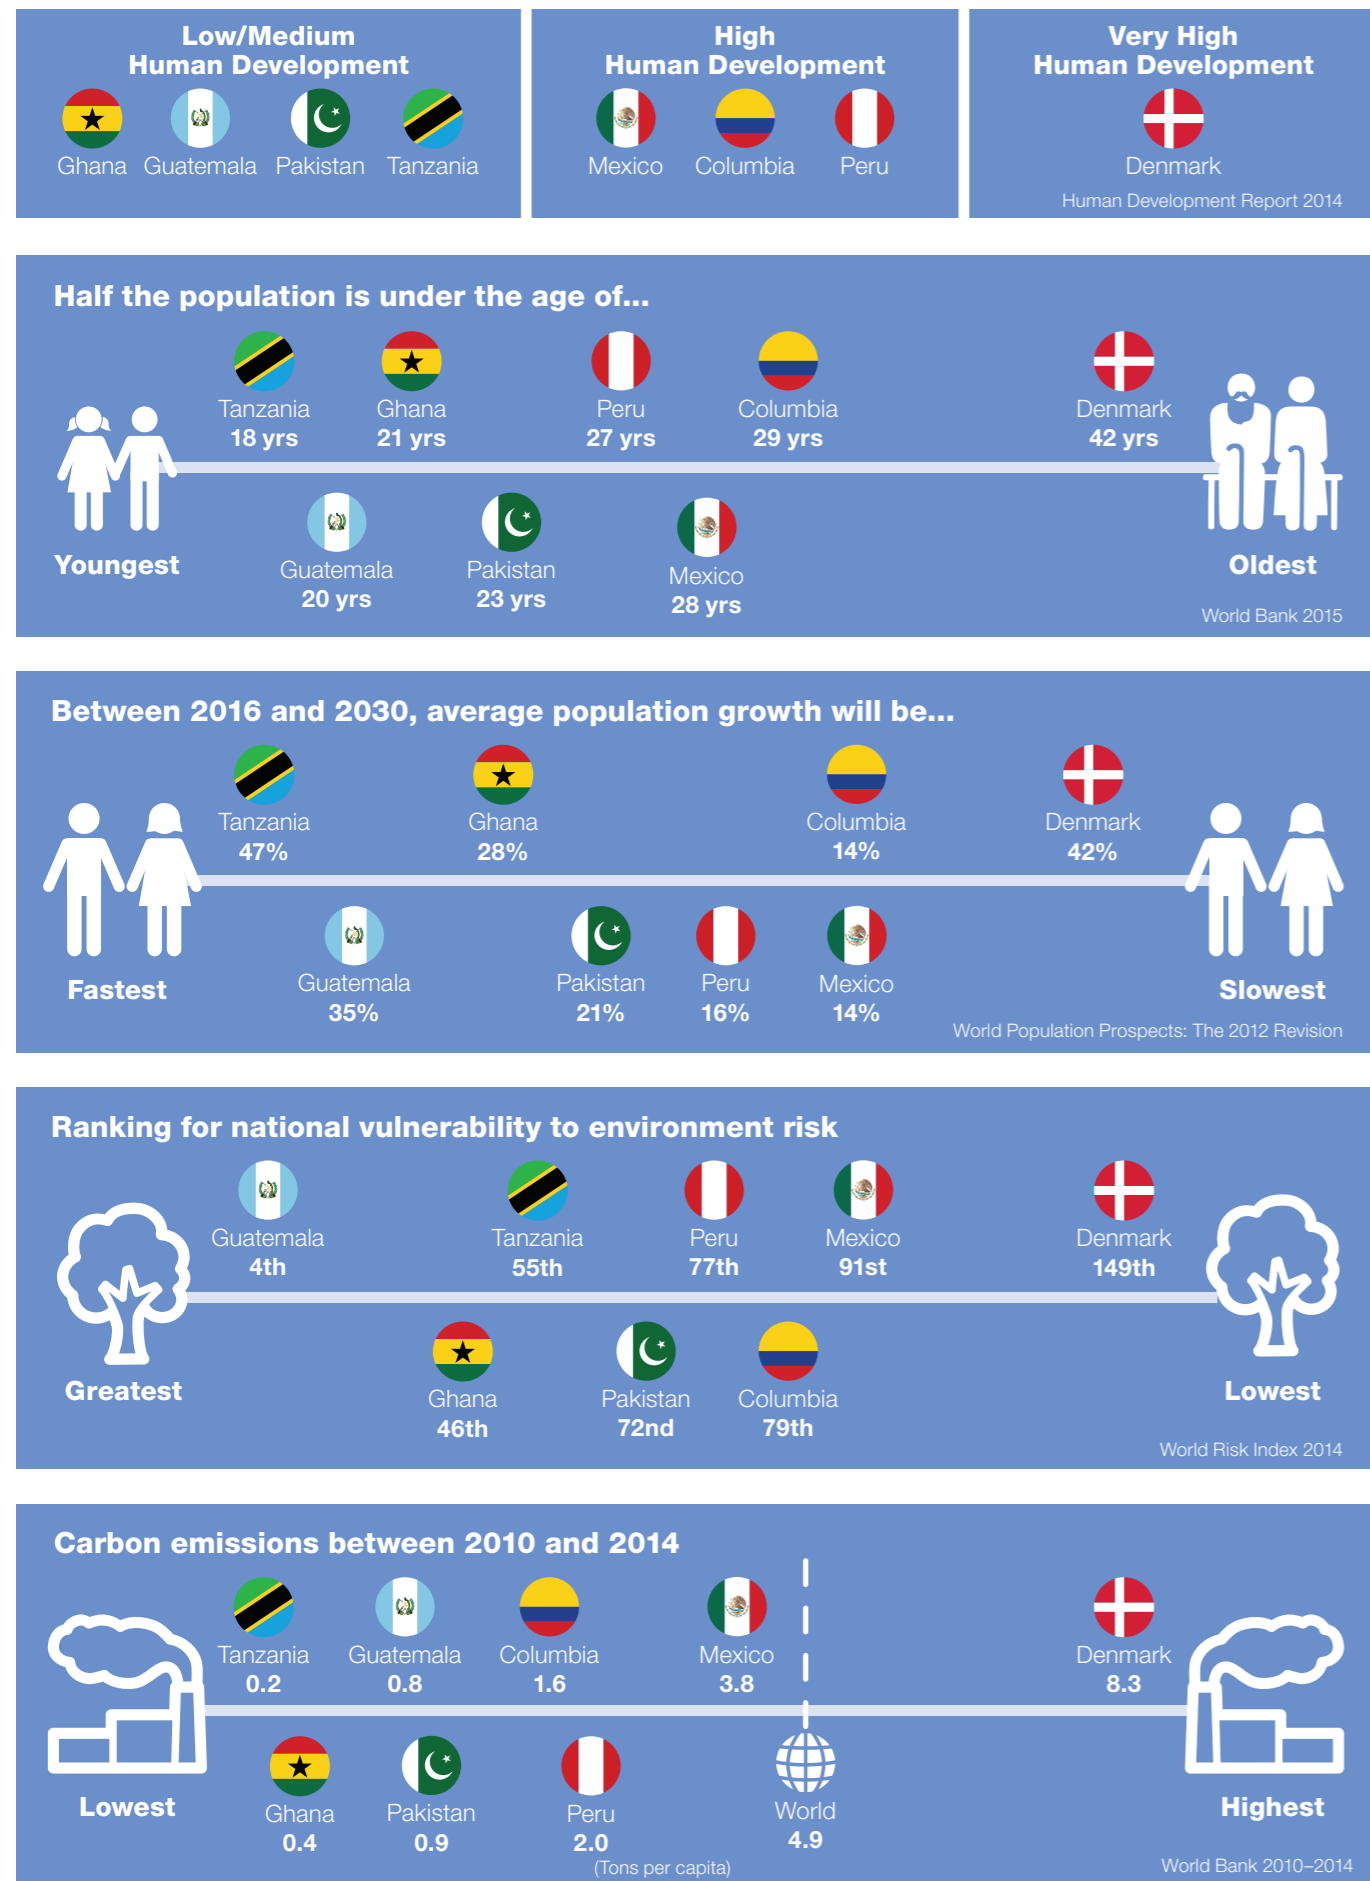 Low/Medium
Human Development
Ghana Guatemala Pakistan Tanzania
High
Human Development
Mexico Columbia Peru
Very High
Human Development
Denmark
Human Development Report 2014
Half the population is under the age of...
Tanzania Ghana Peru Columbia Denmark
18 yrs 21 yrs 27 yrs 29 yrs 42 yrs
Youngest
Guatemala Pakistan Mexico
20 yrs 23 yrs 28 yrs
Oldest
World Bank 2015
Between 2016 and 2030, average population growth will be...
Tanzania Ghana Columbia Denmark
47% 28% 14% 42%
Fastest
Guatemala Pakistan Peru Mexico
35% 21% 16% 14%
Slowest
World Population Prospects: The 2012 Revision
Ranking for national vulnerability to environment risk
Guatemala Tanzania Peru Mexico Denmark
4th 55th 77th 91st 149th
Greatest
Ghana Pakistan Columbia
46th 72nd 79th
Lowest
World Risk Index 2014
Carbon emissions between 2010 and 2014
Tanzania Guatemala Columbia Mexico Denmark
0.2 0.8 1.6 3.8 8.3
Lowest
Ghana Pakistan Peru World
0.4 0.9 2.0 4.9
Highest
(Tons per capita)
World Bank 2010–2014